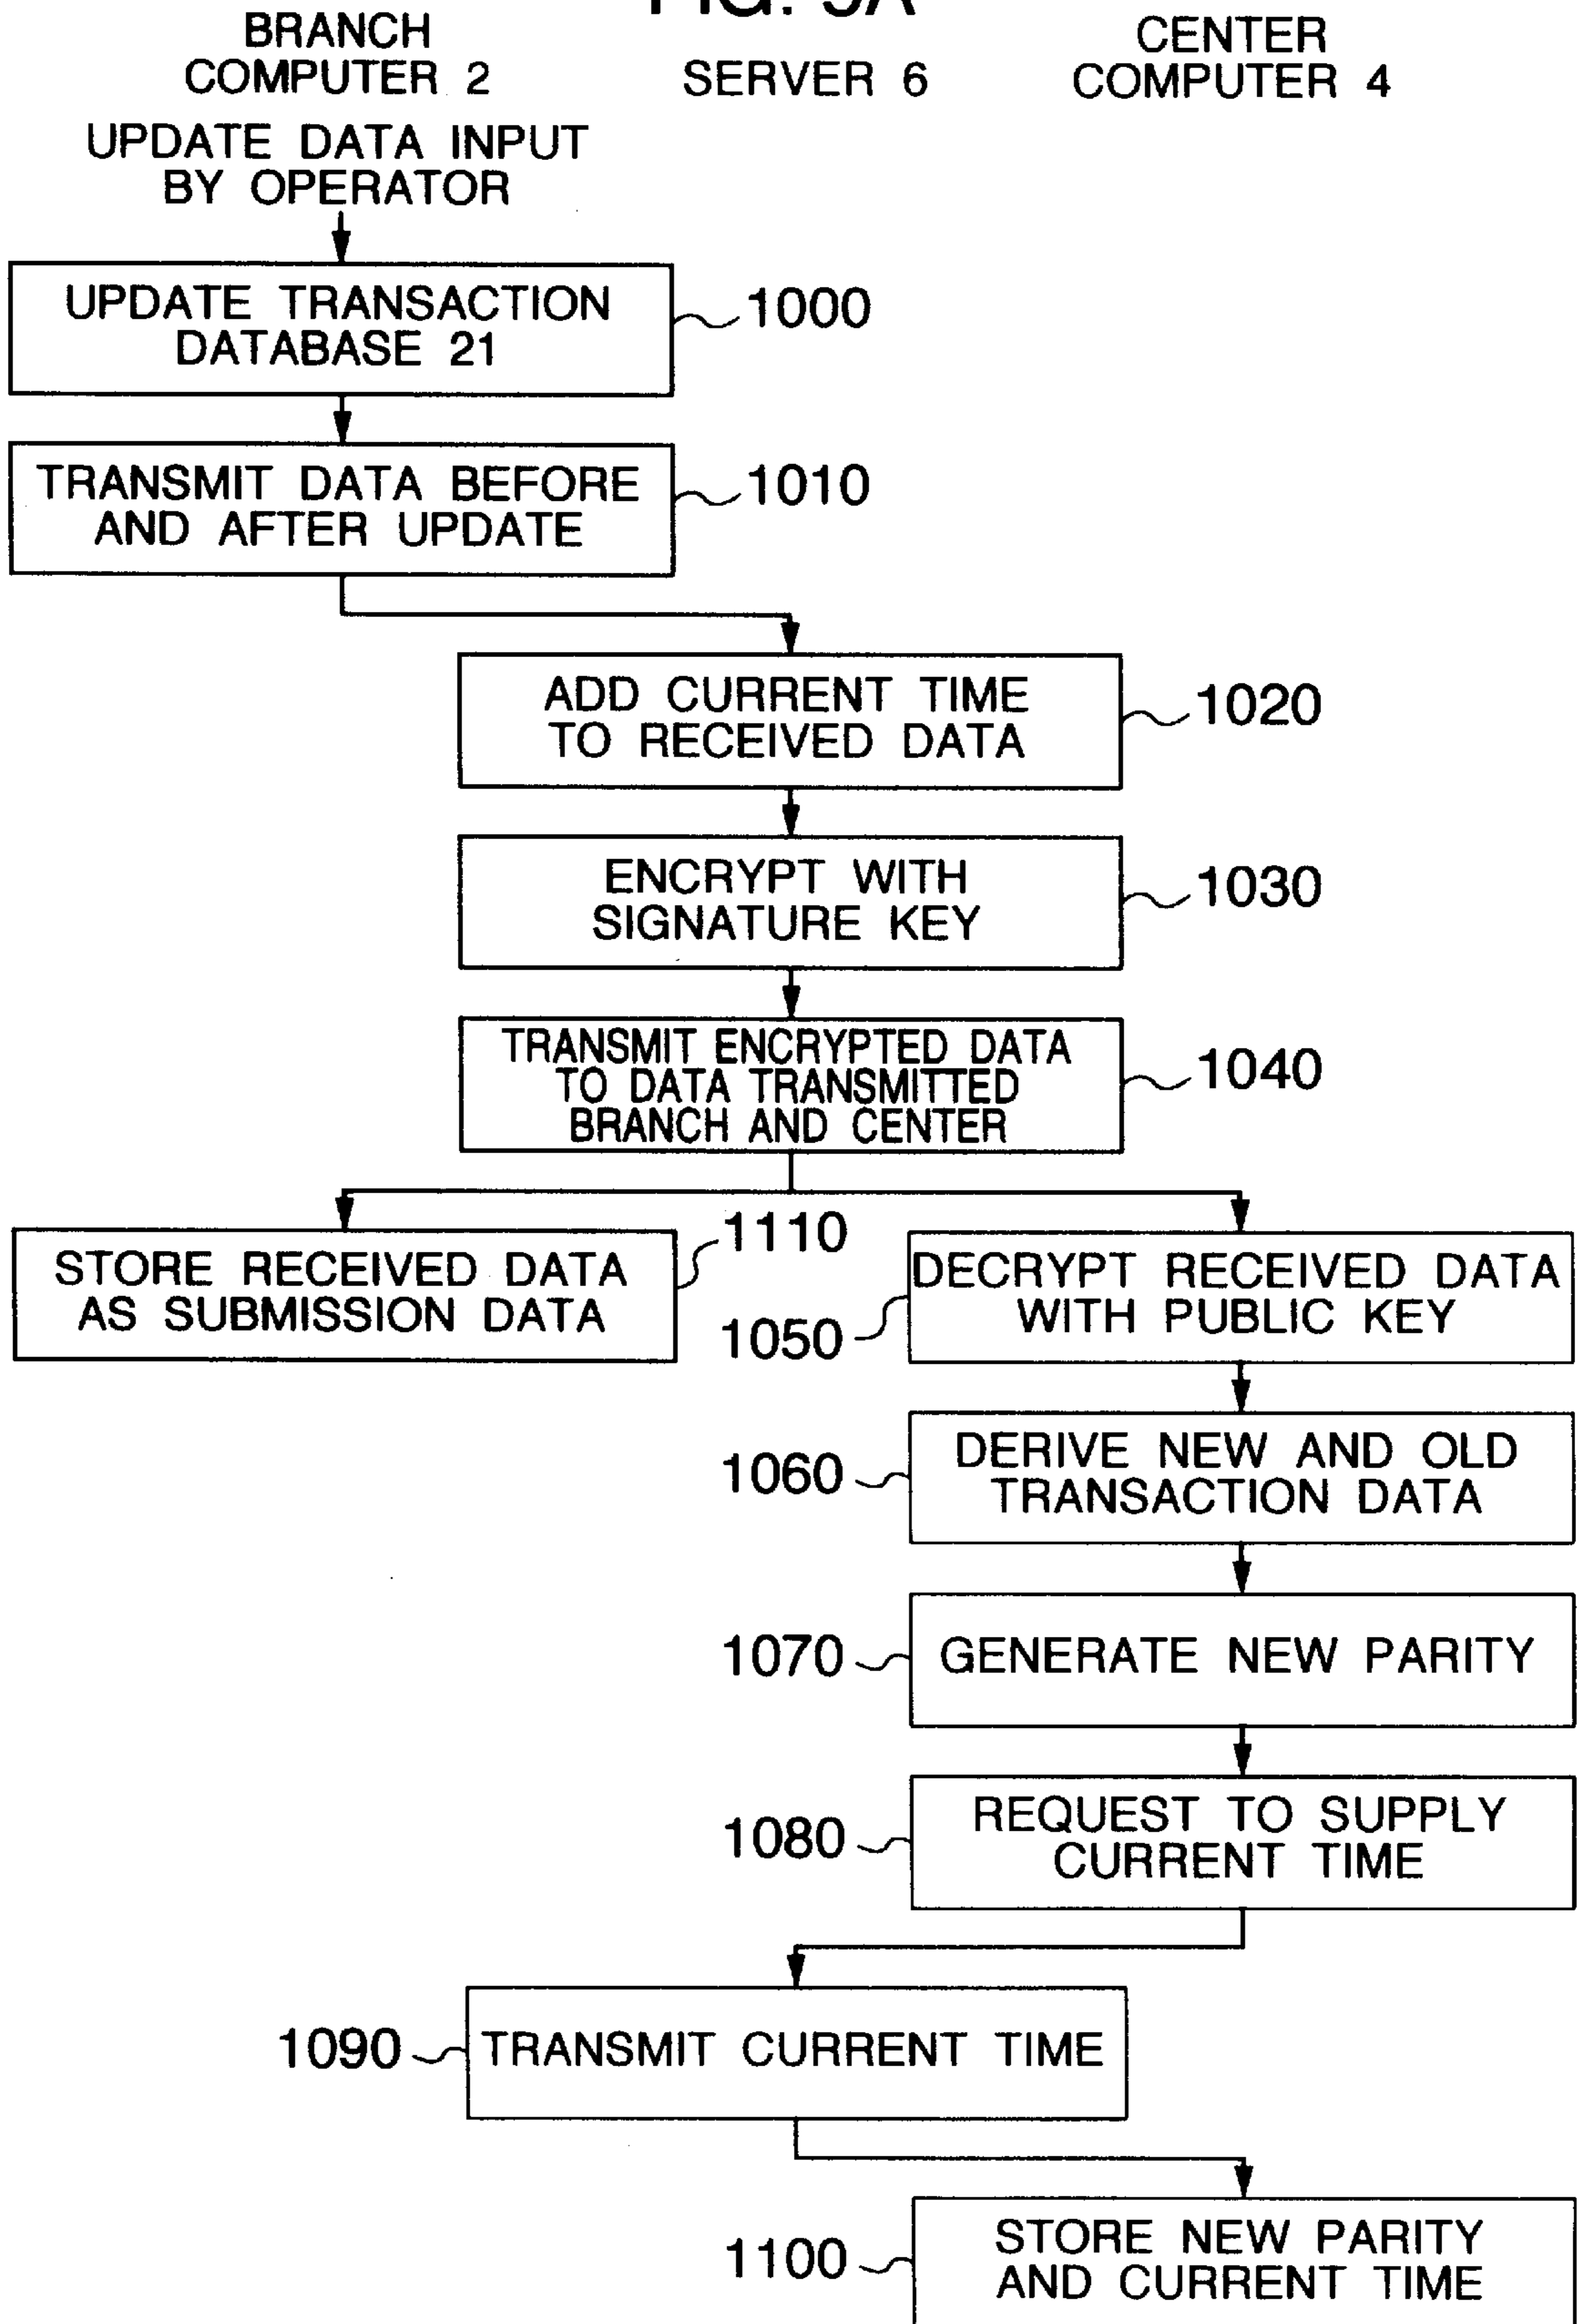 BRANCH
COMPUTER 2
SERVER 6
CENTER
COMPUTER 4
UPDATE DATA INPUT
BY OPERATOR
UPDATE TRANSACTION
DATABASE 21
1000
TRANSMIT DATA BEFORE
AND AFTER UPDATE
1010
ADD CURRENT TIME
TO RECEIVED DATA
1020
ENCRYPT WITH
SIGNATURE KEY
1030
TRANSMIT ENCRYPTED DATA
TO DATA TRANSMITTED
BRANCH AND CENTER
1040
STORE RECEIVED DATA
AS SUBMISSION DATA
1110
DECRYPT RECEIVED DATA
WITH PUBLIC KEY
1050
DERIVE NEW AND OLD
TRANSACTION DATA
1060
GENERATE NEW PARITY
1070
REQUEST TO SUPPLY
CURRENT TIME
1080
TRANSMIT CURRENT TIME
1090
STORE NEW PARITY
AND CURRENT TIME
1100